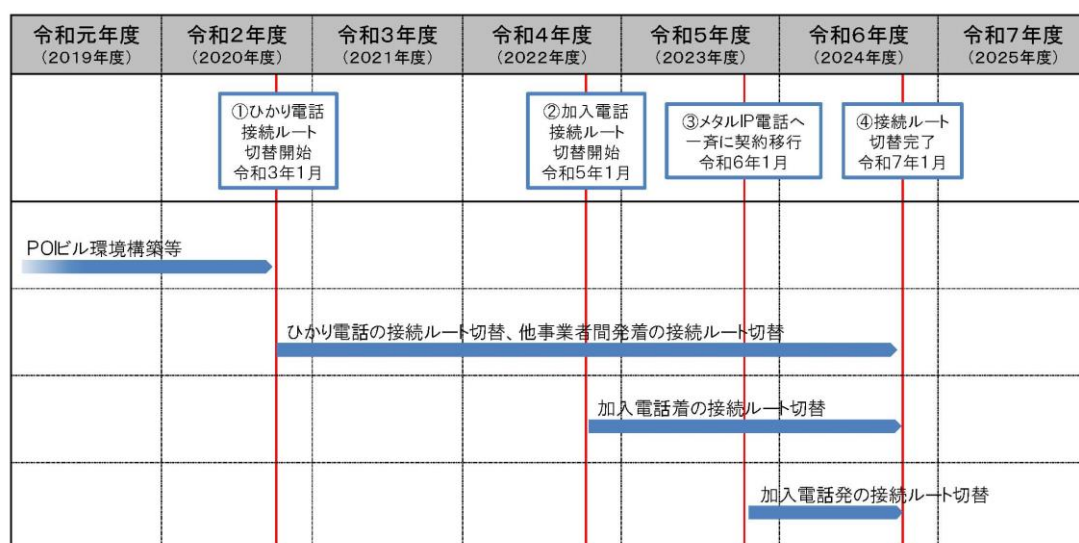 令和元年度
(2019年度)
令和2年度
(2020年度)
令和3年度
(2021年度)
令和4年度
(2022年度)
令和5年度
(2023年度)
令和6年度
(2024年度)
令和7年度
(2025年度)
①ひかり電話
接続ルート
切替開始
令和3年1月
②加入電話
接続ルート
切替開始
令和5年1月
③メタルIP電話へ
一斉に契約移行
令和6年1月
④接続ルート
切替完了
令和7年1月
POIビル環境構築等
ひかり電話の接続ルート切替、他事業者間発着の接続ルート切替
加入電話着の接続ルート切替
加入電話発の接続ルート切替